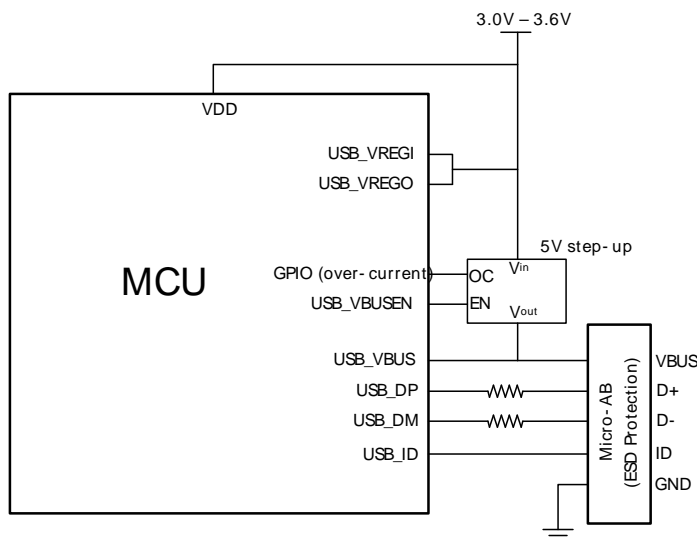 3.0V – 3.6V
VDD
USB_VREGI
USB_VREGO
5V step-up
MCU
GPIO (over-current)
OC
Vin
USB_VBUSEN
EN
Vout
USB_VBUS
VBUS
USB_DP
D+
USB_DM
D-
USB_ID
ID
GND
Micro-AB
(ESD Protection)